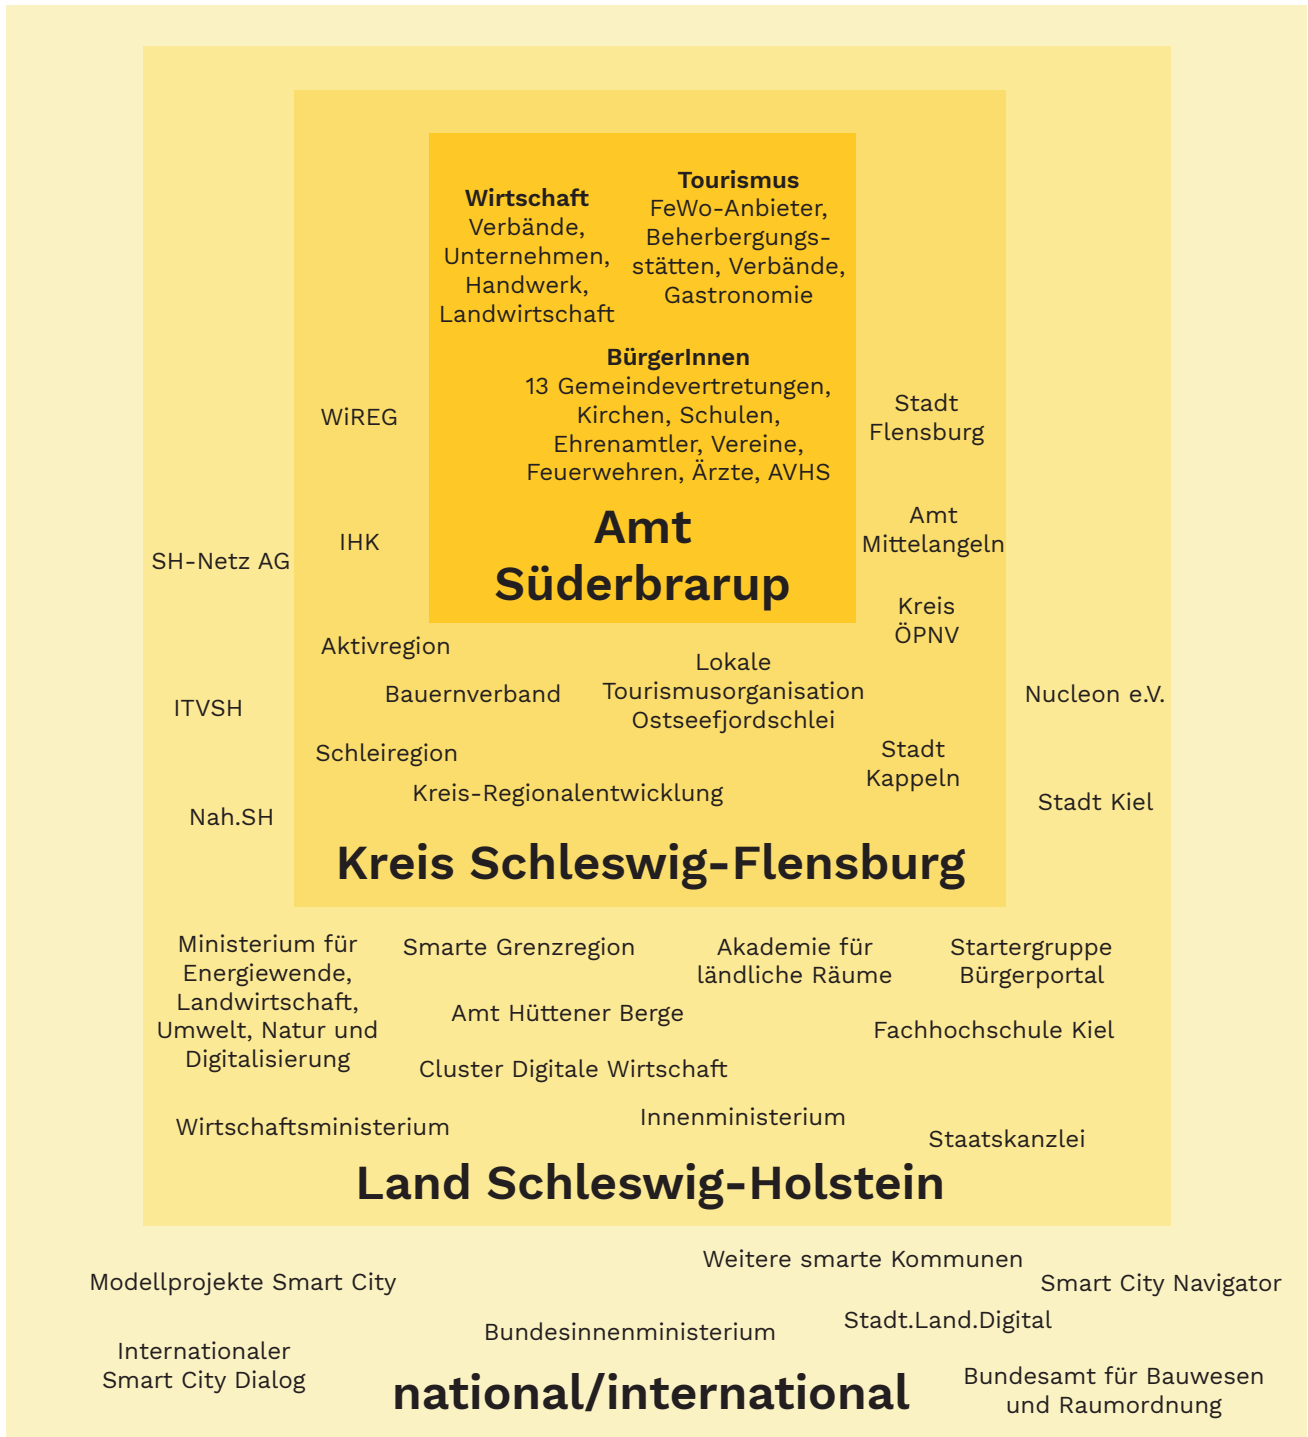 Wirtschaft
Verbände,
Unternehmen,
Handwerk,
Landwirtschaft
Tourismus
FeWo-Anbieter,
Beherbergungs-
stätten, Verbände,
Gastronomie
BürgerInnen
13 Gemeindevertretungen,
Kirchen, Schulen,
Ehrenamtler, Vereine,
Feuerwehren, Ärzte, AVHS
Amt
Süderbrarup
WiREG
IHK
Stadt
Flensburg
Amt
Mittelangeln
Kreis
ÖPNV
Aktivregion
Bauernverband
Lokale
Tourismusorganisation
Ostseefjordschlei
Schleiregion
Stadt
Kappeln
Kreis-Regionalentwicklung
Kreis Schleswig-Flensburg
SH-Netz AG
ITVSH
Nah.SH
Nucleon e.V.
Stadt Kiel
Ministerium für
Energiewende,
Landwirtschaft,
Umwelt, Natur und
Digitalisierung
Smarte Grenzregion
Akademie für
ländliche Räume
Startergruppe
Bürgerportal
Amt Hüttener Berge
Fachhochschule Kiel
Cluster Digitale Wirtschaft
Wirtschaftsministerium
Innenministerium
Staatskanzlei
Land Schleswig-Holstein
Weitere smarte Kommunen
Modellprojekte Smart City
Smart City Navigator
Stadt.Land.Digital
Bundesinnenministerium
Internationaler
Smart City Dialog
Bundesamt für Bauwesen
und Raumordnung
national/international